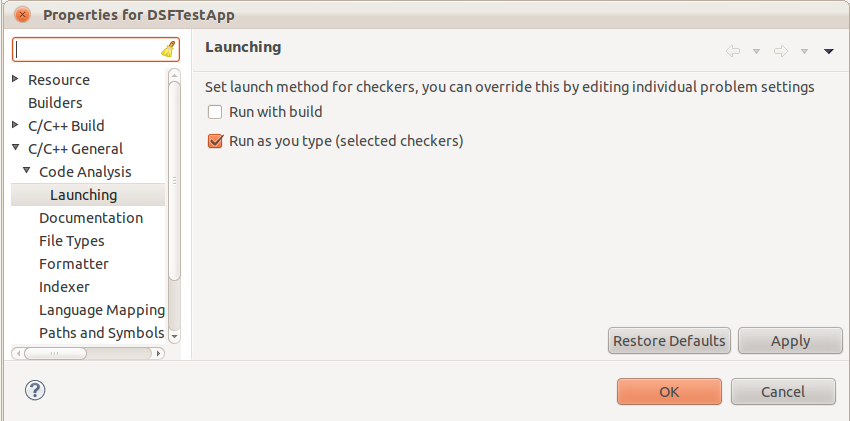 Properties for DSFTestApp
Launching
Set launch method for checkers, you can override this by editing individual problem settings
Run with build
Run as you type (selected checkers)
Resource
Builders
C/C++ Build
C/C++ General
Code Analysis
Launching
Documentation
File Types
Formatter
Indexer
Language Mapping
Paths and Symbols
Restore Defaults
Apply
?
OK
Cancel